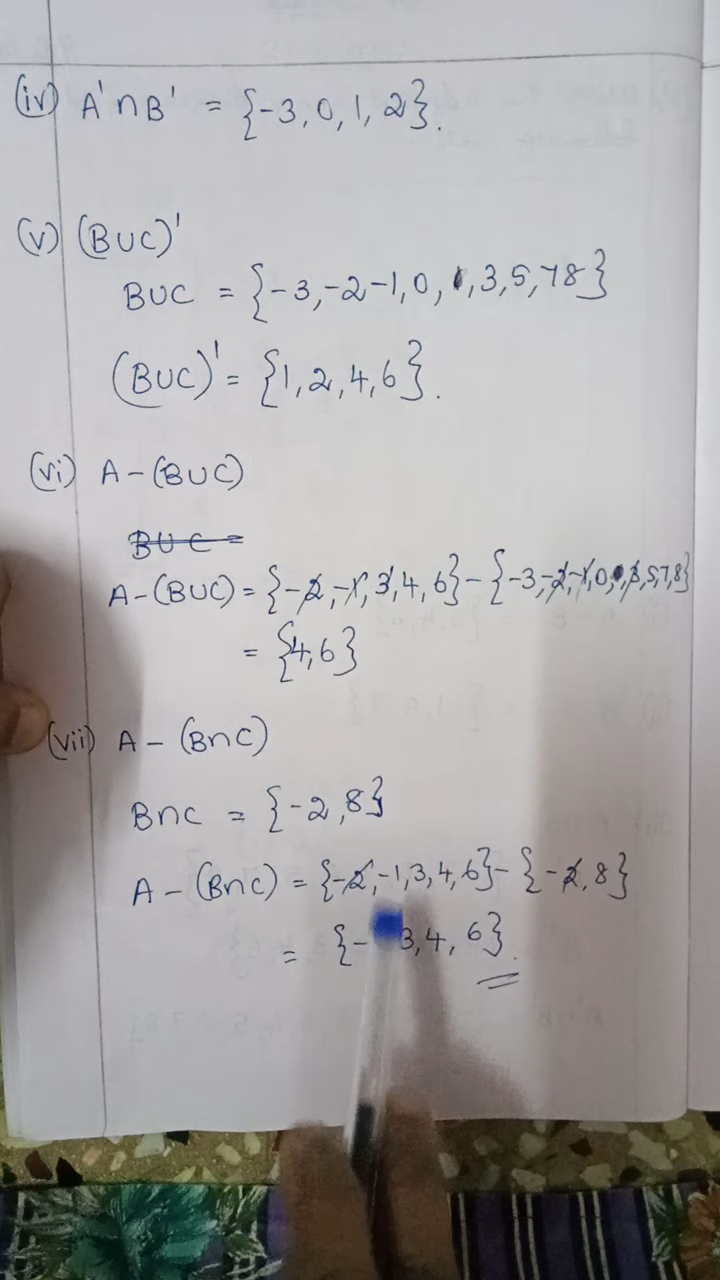 (iv) A' ∩ B' = {-3, 0, 1, 2}.
(v) (B∪C)'
B∪C = {-3, -2 -1, 0, , 3, 5, 7 8}
(B∪C)' = {1, 2, 4, 6}.
(vi) A - (B∪C)
B∪C =
A - (B∪C) = {-2, -1, 3, 4, 6} - {-3, -2, -1, 0, , 3, 5, 7, 8}
= {4, 6}
(vii) A - (B∩C)
B∩C = {-2, 8}
A - (B∩C) = {-2, -1, 3, 4, 6} - {-2, 8}
= {- 3, 4, 6}.